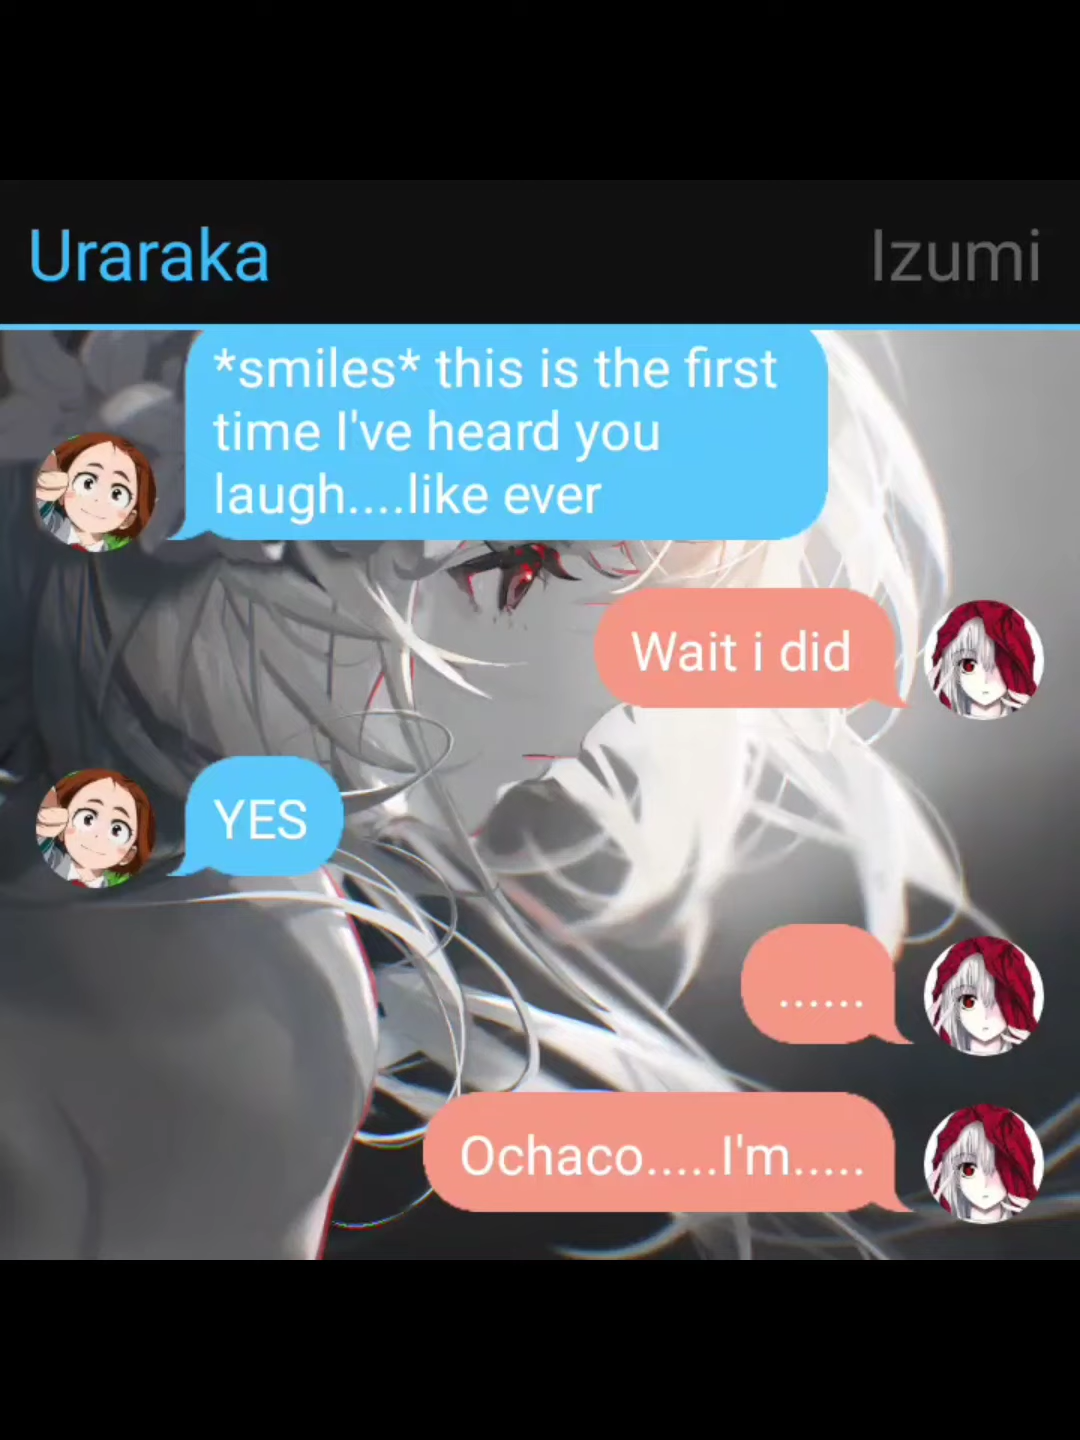 Uraraka
Izumi
*smiles* this is the first
time I've heard you
laugh....like ever
Wait i did
YES
......
Ochaco.....I'm.....